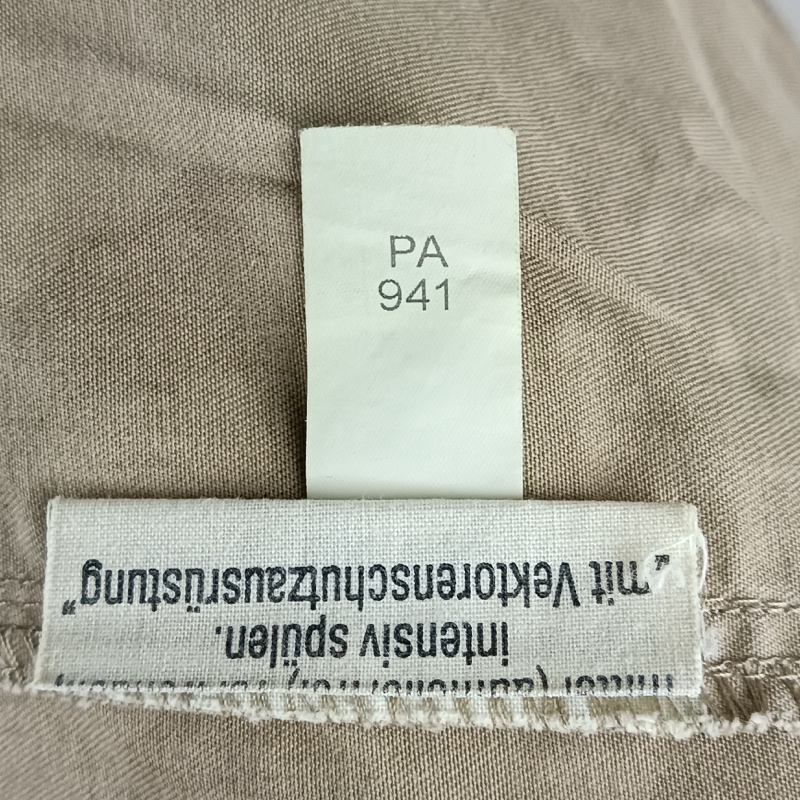 PA
941
intensiv spülen.
„mit Vektorenschutzausrüstung"